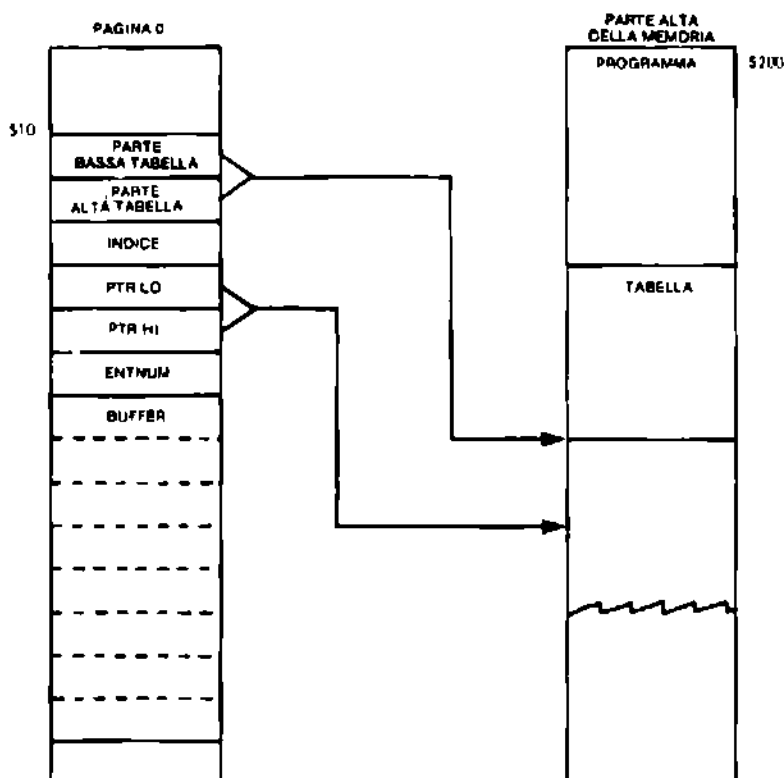 PAGINA 0
PARTE ALTA
DELLA MEMORIA
PROGRAMMA
$200
$10
PARTE
BASSA TABELLA
PARTE
ALTA TABELLA
INDICE
PTR LO
TABELLA
PTR HI
ENTNUM
BUFFER